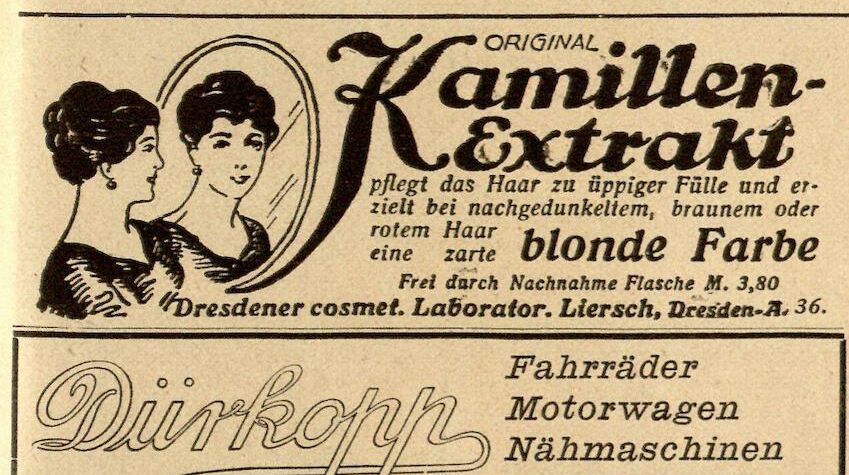 ORIGINAL
Kamillen-
Extrakt
pflegt das Haar zu üppiger Fülle und er-
zielt bei nachgedunkeltem, braunem oder
rotem Haar
eine zarte blonde Farbe
Frei durch Nachnahme Flasche M. 3,80
Dresdener cosmet. Laborator. Liersch, Dresden-A. 36.
Dürkopp
Fahrräder
Motorwagen
Nähmaschinen